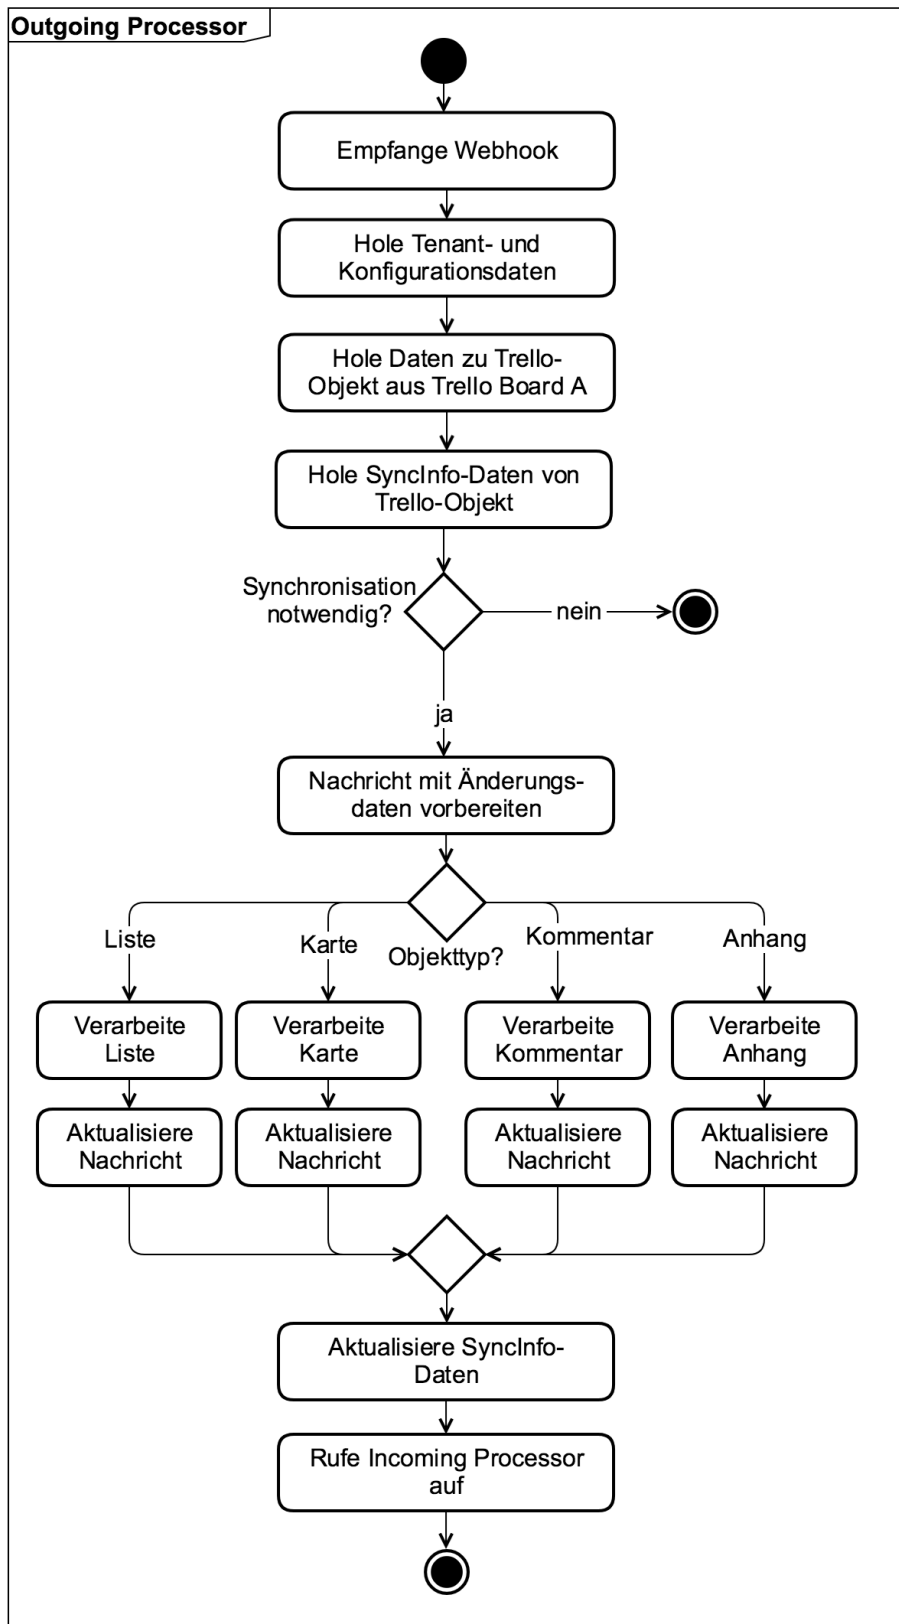 Outgoing Processor
Empfange Webhook
Hole Tenant- und
Konfigurationsdaten
Hole Daten zu Trello-
Objekt aus Trello Board A
Hole SyncInfo-Daten von
Trello-Objekt
Synchronisation
notwendig?
nein
ja
Nachricht mit Änderungs-
daten vorbereiten
Liste
Karte
Objekttyp?
Kommentar
Anhang
Verarbeite
Liste
Verarbeite
Karte
Verarbeite
Kommentar
Verarbeite
Anhang
Aktualisiere
Nachricht
Aktualisiere
Nachricht
Aktualisiere
Nachricht
Aktualisiere
Nachricht
Aktualisiere SyncInfo-
Daten
Rufe Incoming Processor
auf